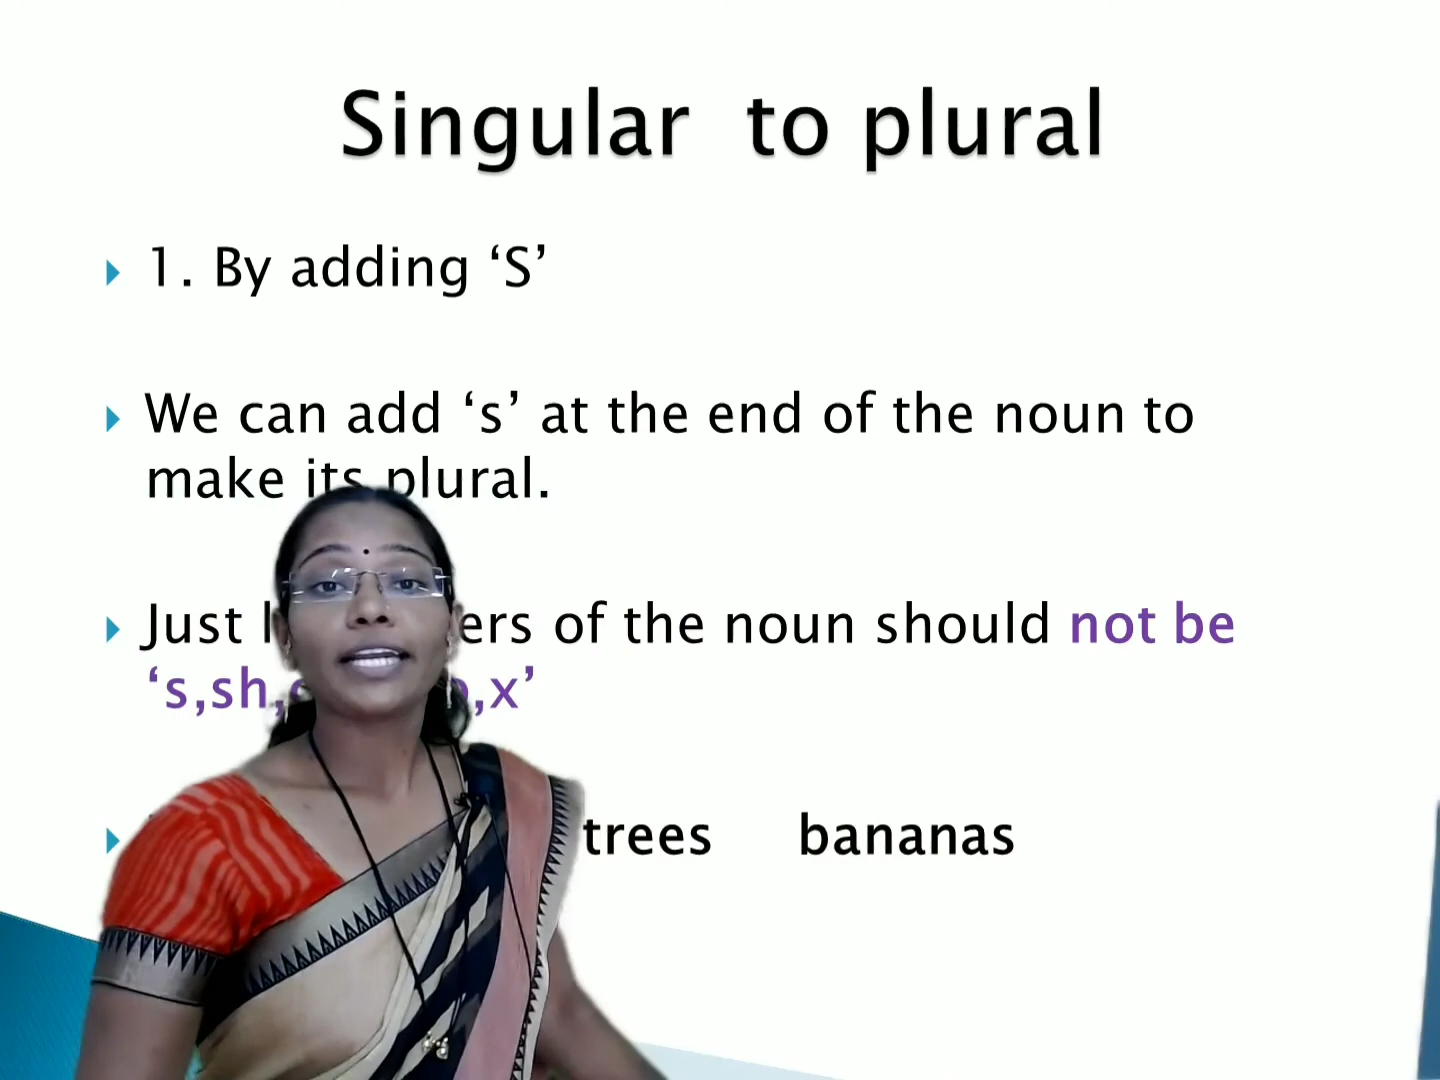 Singular to plural
1. By adding ‘S’
We can add ‘s’ at the end of the noun to
make its plural.
Just of the noun should not be
‘s,sh, ,x’
trees bananas